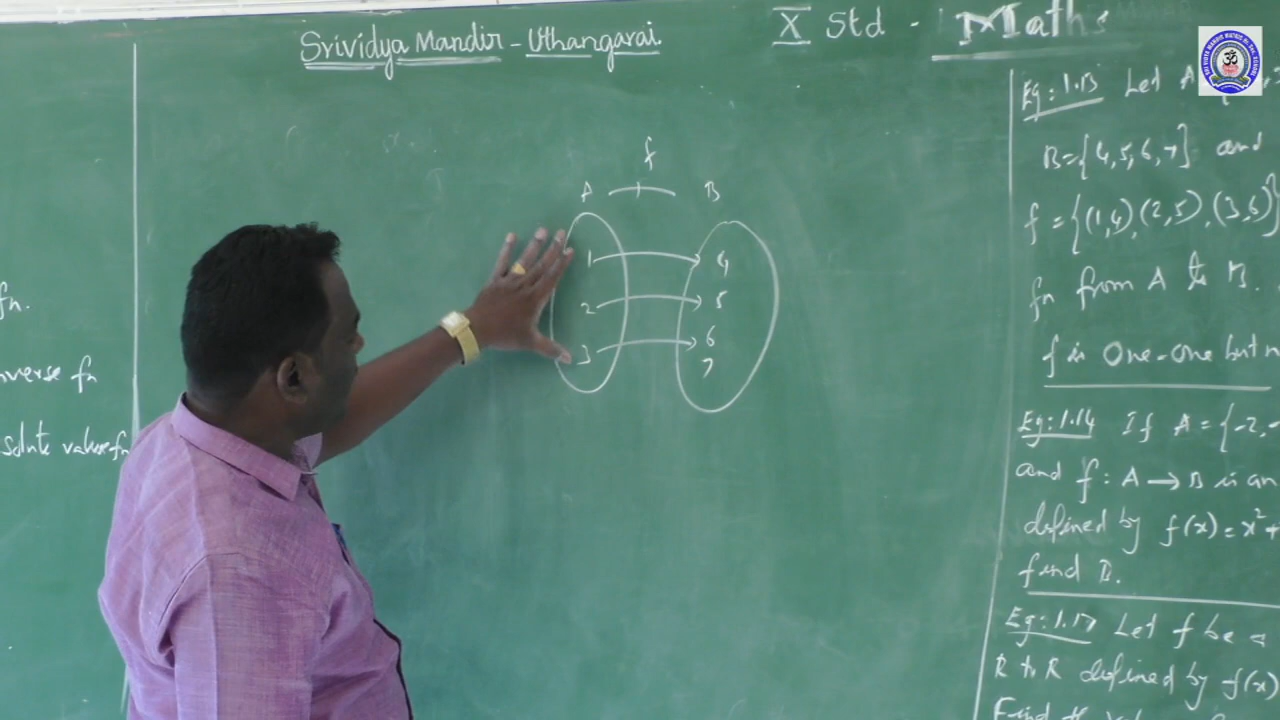 Srividya Mandir - Uthangarai
X Std - Maths
fn.
nverse fn
solute value fn
f
A B
1 4
2 5
3 6
7
Eg: 1.13 Let A
B={4,5,6,7} and
f={(1,4),(2,5),(3,6)}
fn from A to B.
f is One-One but n
Eg: 1.14 If A = {-2,-
and f: A → B is an
defined by f(x)=x²+
find B.
Eg: 1.17 Let f be a
R to R defined by f(x)
Find the